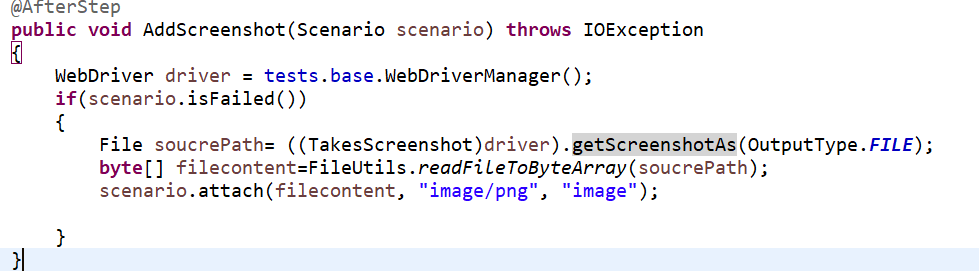 @AfterStep
public void AddScreenshot(Scenario scenario) throws IOException
{
WebDriver driver = tests.base.WebDriverManager();
if(scenario.isFailed())
{
File soucrePath= ((TakesScreenshot)driver).getScreenshotAs(OutputType.FILE);
byte[] filecontent=FileUtils.readFileToByteArray(soucrePath);
scenario.attach(filecontent, "image/png", "image");
}
}